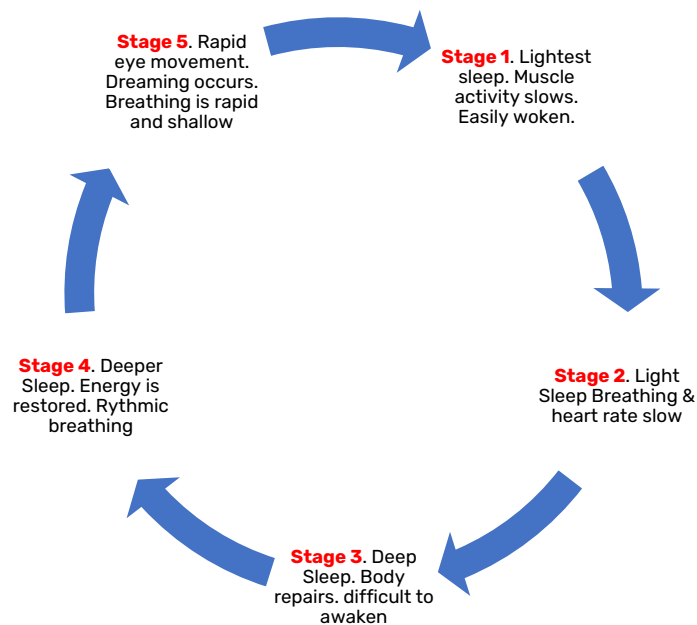 Stage 1. Lightest
sleep. Muscle
activity slows.
Easily woken.
Stage 2. Light
Sleep Breathing &
heart rate slow
Stage 3. Deep
Sleep. Body
repairs. difficult to
awaken
Stage 4. Deeper
Sleep. Energy is
restored. Rythmic
breathing
Stage 5. Rapid
eye movement.
Dreaming occurs.
Breathing is rapid
and shallow